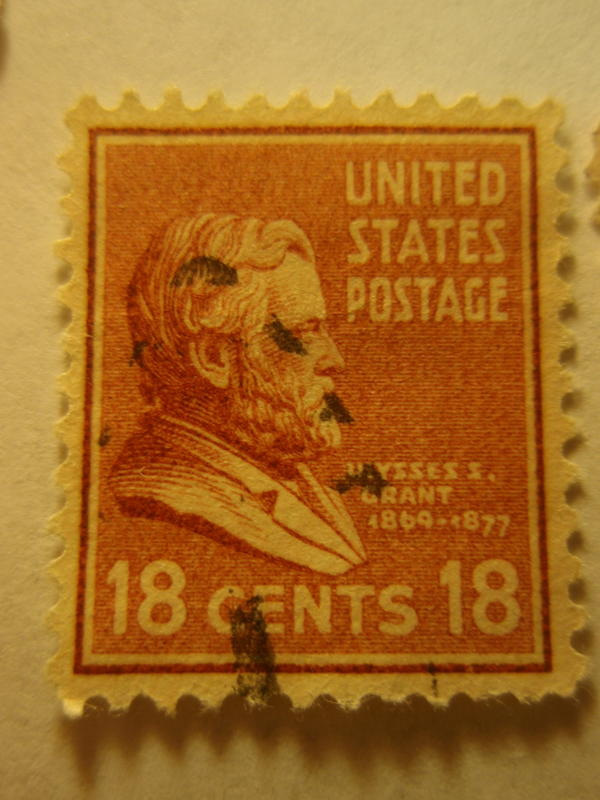 UNITED
STATES
POSTAGE
ULYSSES S.
GRANT
1869-1877
18 CENTS 18